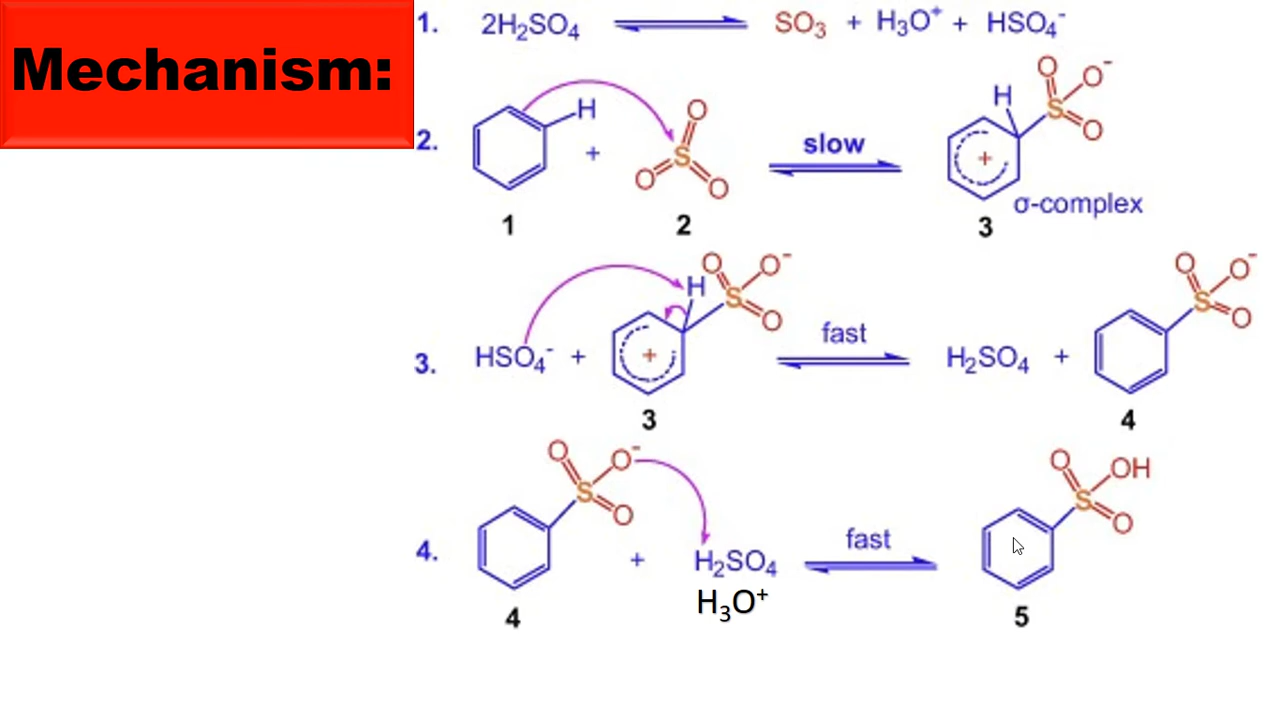 Mechanism:
1. 2H₂SO₄ ⇌ SO₃ + H₃O⁺ + HSO₄⁻
2. H + O S O O slow H S O O⁻ O +
σ-complex
1 2 3
3. HSO₄⁻ + H S O O⁻ O + fast H₂SO₄ + S O O⁻ O
3 4
4. S O O⁻ O + H₂SO₄ fast S O OH O
H₃O⁺
4 5